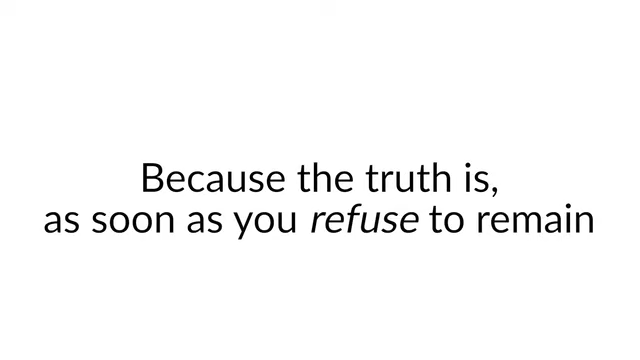 Because the truth is,
as soon as you refuse to remain